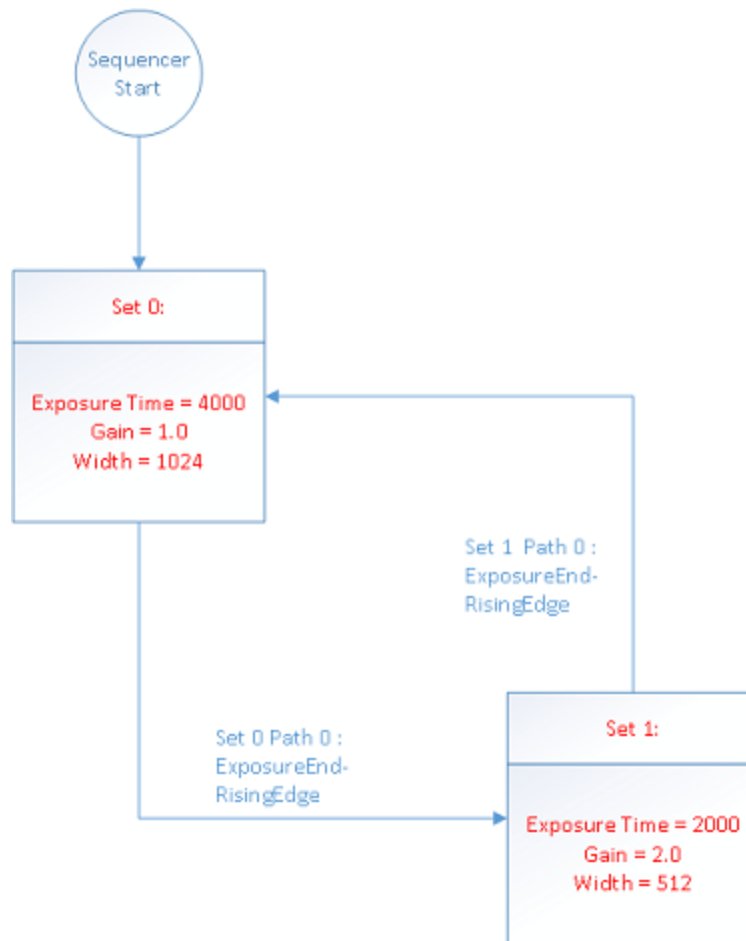 Sequencer
Start
Set 0:
Exposure Time = 4000
Gain = 1.0
Width = 1024
Set 1 Path 0 :
ExposureEnd-
RisingEdge
Set 0 Path 0 :
ExposureEnd-
RisingEdge
Set 1:
Exposure Time = 2000
Gain = 2.0
Width = 512